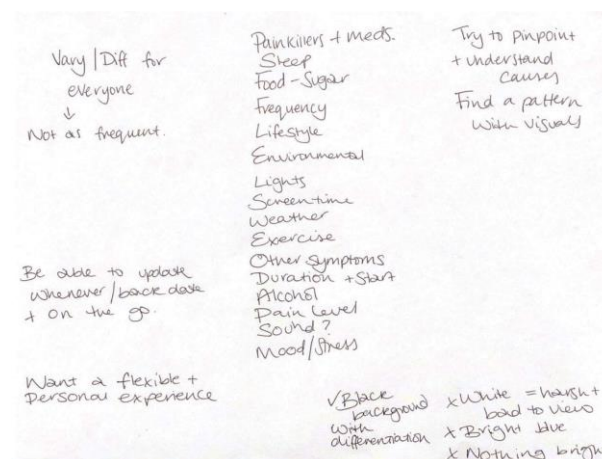 Vary / Diff for
everyone
↓
Not as frequent.
Be able to update
whenever / back date
+ on the go.
Want a flexible +
personal experience
Painkillers + meds.
Sleep
Food - Sugar
Frequency
Lifestyle
Environmental
Lights
Screentime
Weather
Exercise
Other symptoms
Duration + Start
Alcohol
Pain Level
Sound?
Mood/Stress
Try to pinpoint
+ understand
causes
Find a pattern
with visuals
✓ Black
background
with
differentiation
x White = harsh +
bad to view
x Bright blue
x Nothing brigh